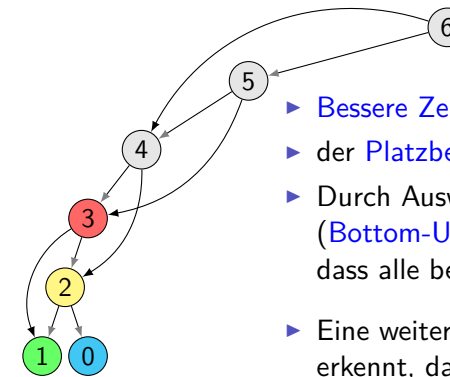 6
5
4
3
2
1 0
► Bessere Ze
► der Platzbe
► Durch Ausw
(Bottom-U
dass alle be
► Eine weiter
erkennt, da